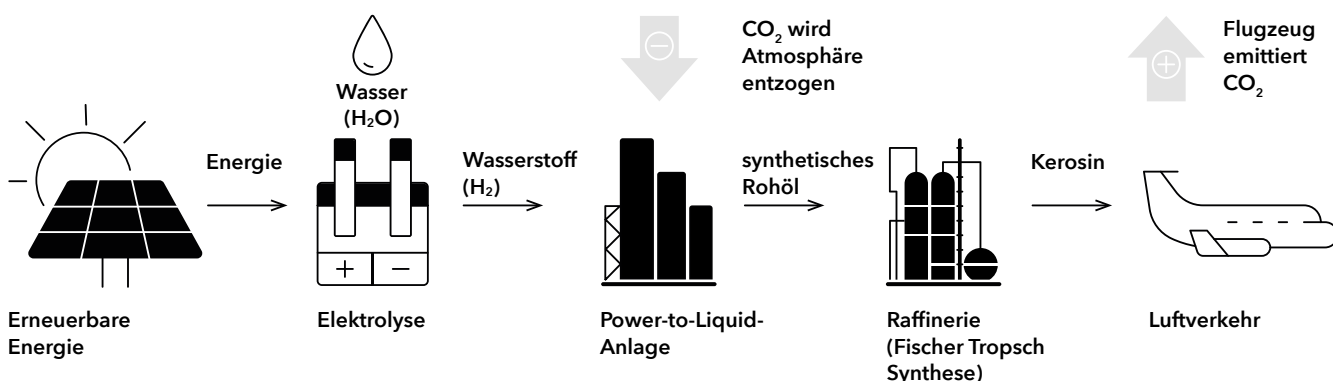 Wasser
(H₂O)
CO₂ wird
Atmosphäre
entzogen
Flugzeug
emittiert
CO₂
Energie
Wasserstoff
(H₂)
synthetisches
Rohöl
Kerosin
+ −
Erneuerbare
Energie
Elektrolyse
Power-to-Liquid-
Anlage
Raffinerie
(Fischer Tropsch
Synthese)
Luftverkehr